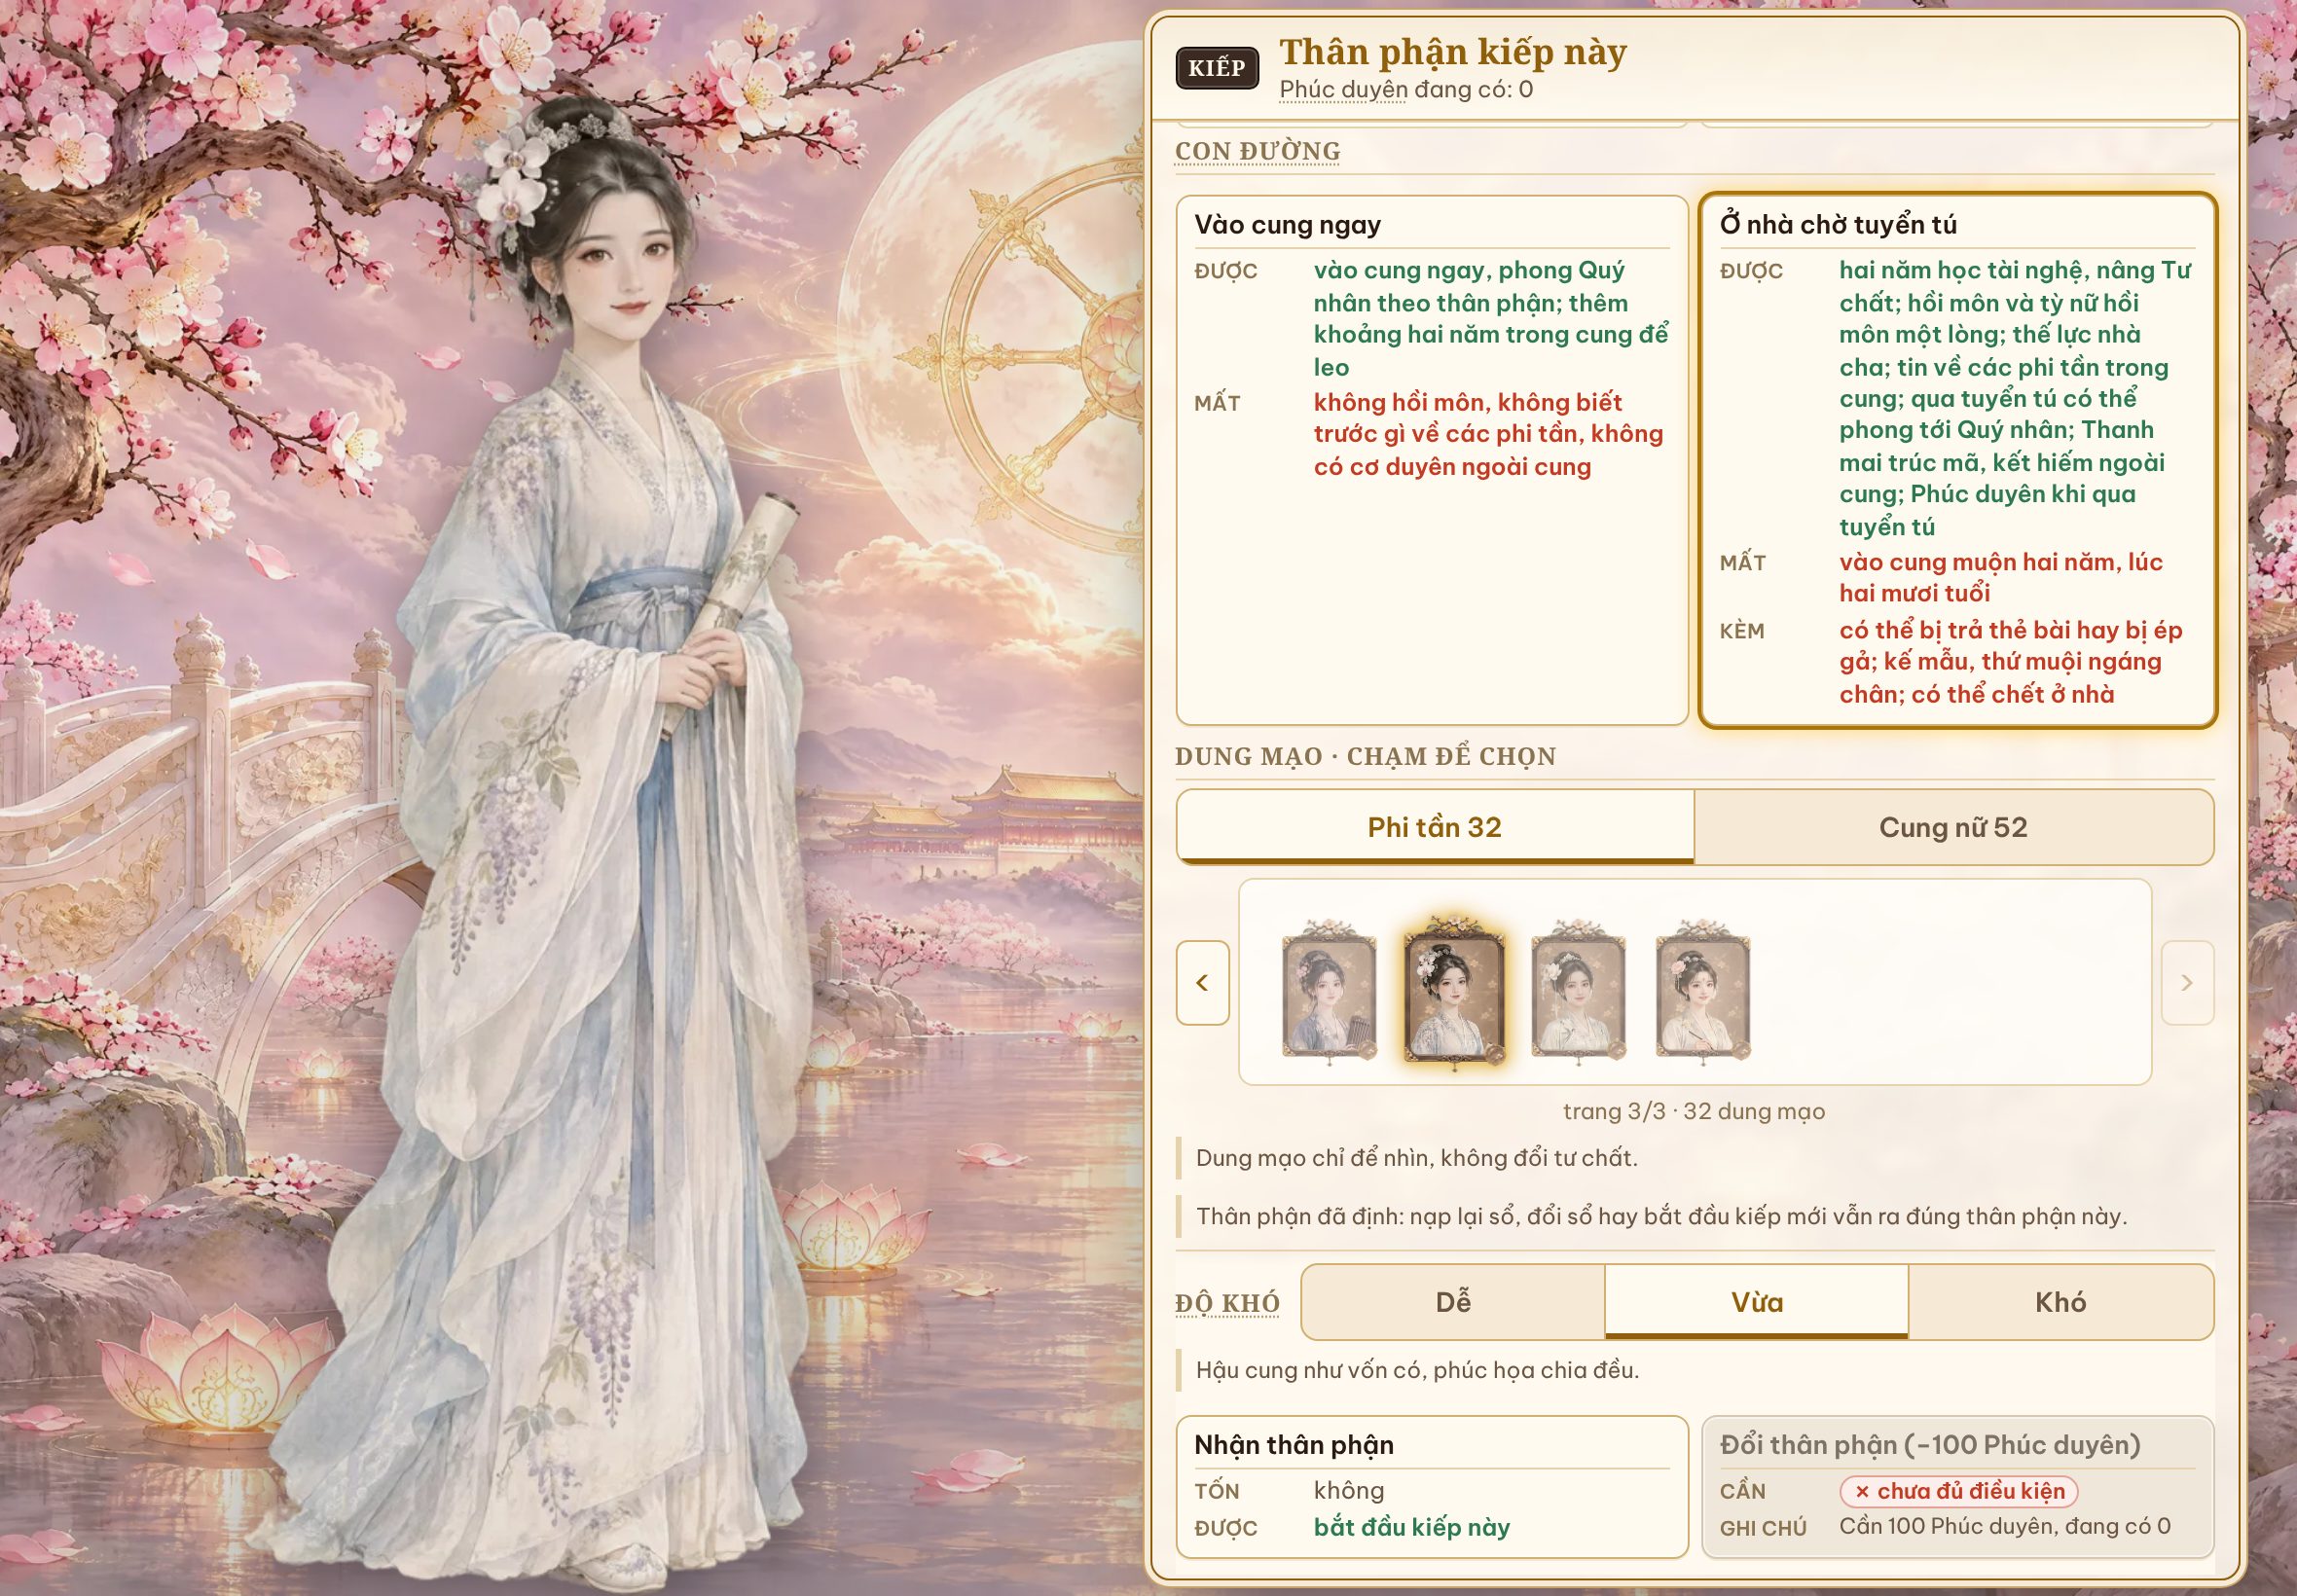 KIẾP
Thân phận kiếp này
Phúc duyên đang có: 0
CON ĐƯỜNG
Vào cung ngay
ĐƯỢC
vào cung ngay, phong Quý
nhân theo thân phận; thêm
khoảng hai năm trong cung để
leo
MẤT
không hồi môn, không biết
trước gì về các phi tần, không
có cơ duyên ngoài cung
Ở nhà chờ tuyển tú
ĐƯỢC
hai năm học tài nghệ, nâng Tư
chất; hồi môn và tỳ nữ hồi
môn một lòng; thế lực nhà
cha; tin về các phi tần trong
cung; qua tuyển tú có thể
phong tới Quý nhân; Thanh
mai trúc mã, kết hiếm ngoài
cung; Phúc duyên khi qua
tuyển tú
MẤT
vào cung muộn hai năm, lúc
hai mươi tuổi
KÈM
có thể bị trả thẻ bài hay bị ép
gả; kế mẫu, thứ muội ngáng
chân; có thể chết ở nhà
DUNG MẠO · CHẠM ĐỂ CHỌN
Phi tần 32
Cung nữ 52
trang 3/3 · 32 dung mạo
Dung mạo chỉ để nhìn, không đổi tư chất.
Thân phận đã định: nạp lại sổ, đổi sổ hay bắt đầu kiếp mới vẫn ra đúng thân phận này.
ĐỘ KHÓ
Dễ
Vừa
Khó
Hậu cung như vốn có, phúc họa chia đều.
Nhận thân phận
TỐN
không
ĐƯỢC
bắt đầu kiếp này
Đổi thân phận (-100 Phúc duyên)
CẦN
× chưa đủ điều kiện
GHI CHÚ
Cần 100 Phúc duyên, đang có 0